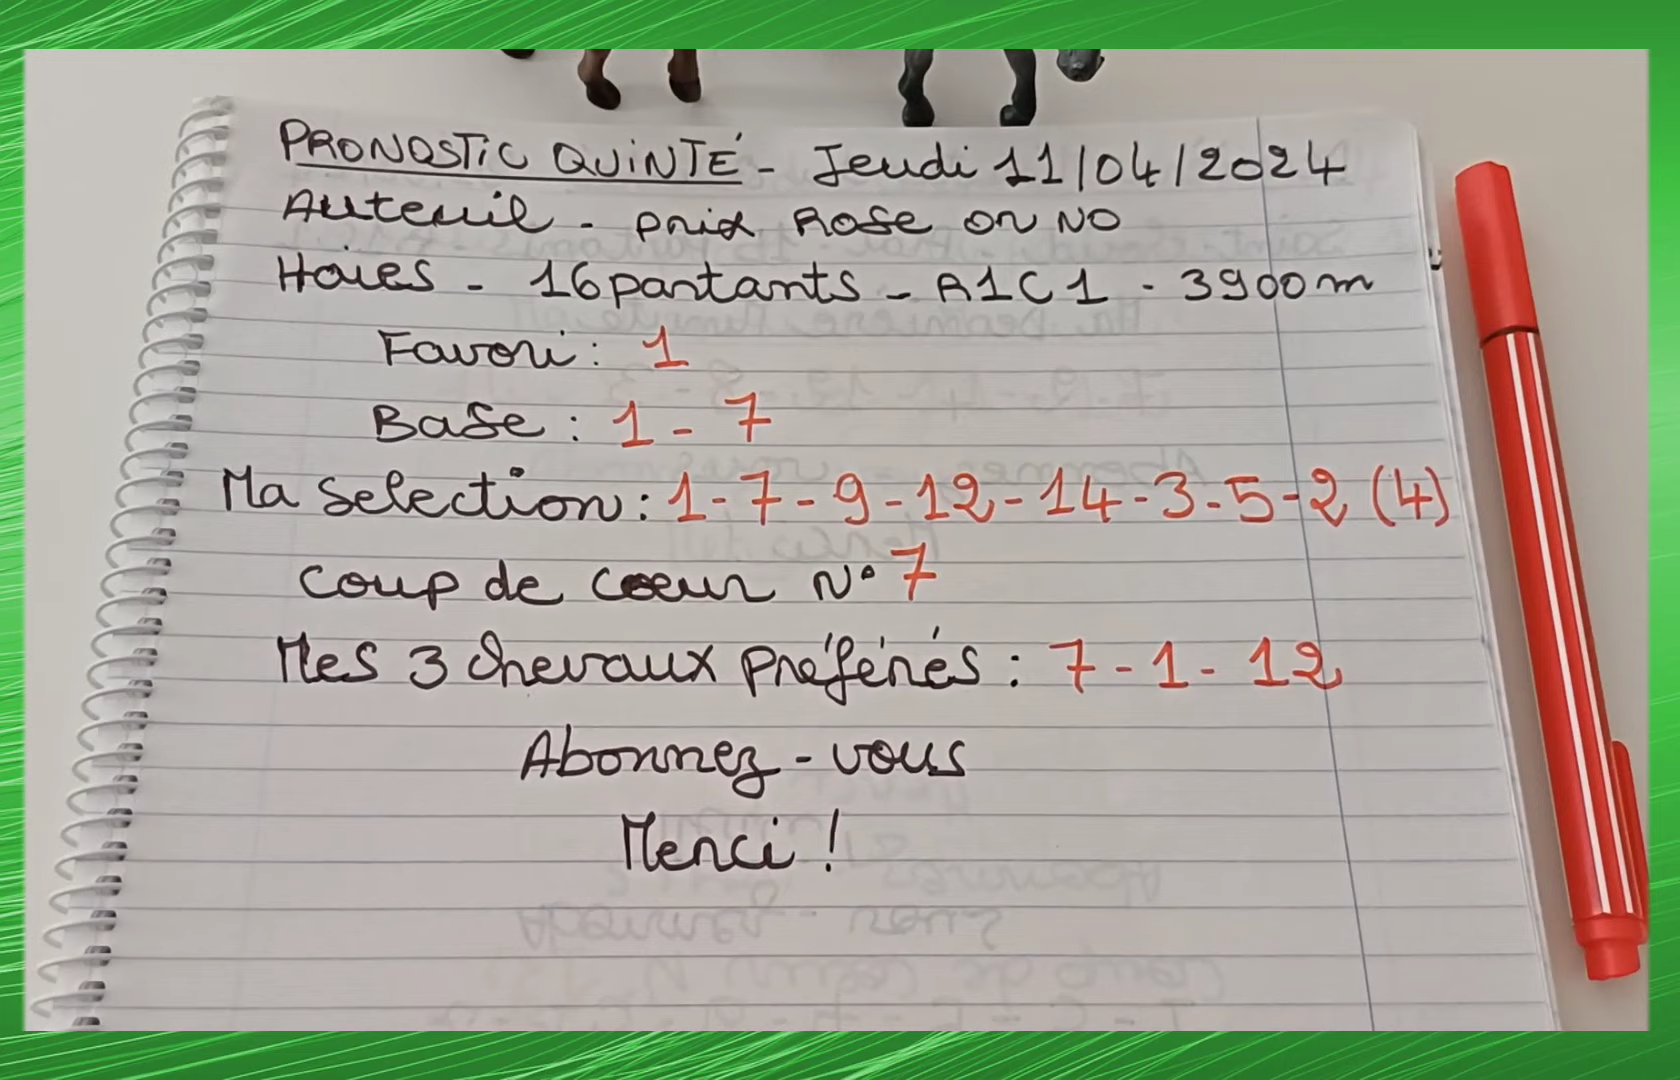 PRONOSTIC QUINTÉ - Jeudi 11/04/2024
Auteuil - prix Rose or No
Haies - 16 partants - R1C1 - 3900m
Favori : 1
Base : 1 - 7
Ma Selection : 1 - 7 - 9 - 12 - 14 - 3 - 5 - 2 (4)
Coup de cœur N° 7
Mes 3 chevaux préférés : 7 - 1 - 12
Abonnez-vous
Merci !